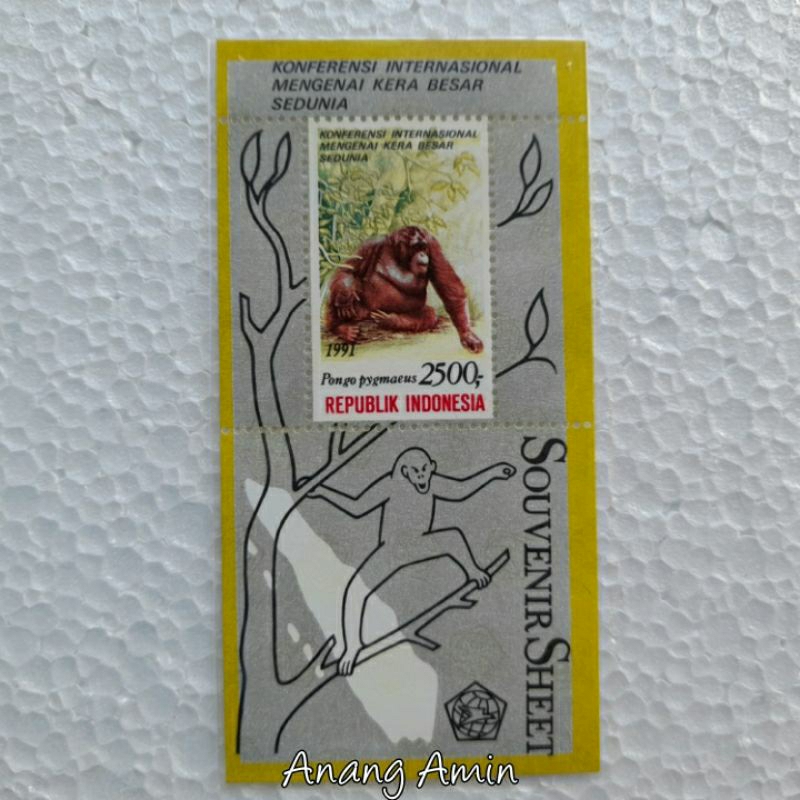 KONFERENSI INTERNASIONAL
MENGENAI KERA BESAR
SEDUNIA
KONFERENSI INTERNASIONAL
MENGENAI KERA BESAR
SEDUNIA
1991
Pongo pygmaeus 2500,-
REPUBLIK INDONESIA
SOUVENIR SHEET
Anang Amin